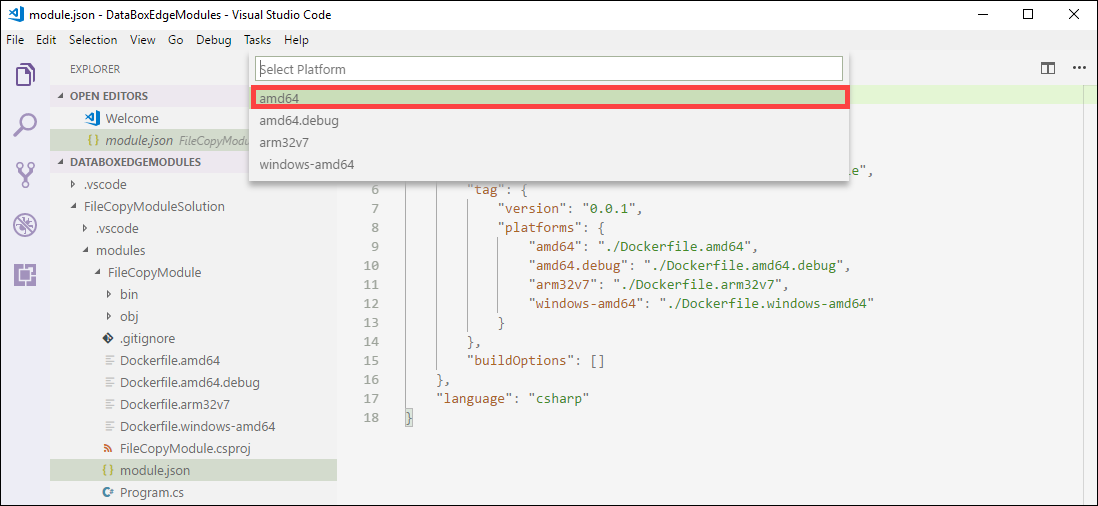 module.json - DataBoxEdgeModules - Visual Studio Code
File Edit Selection View Go Debug Tasks Help
EXPLORER
OPEN EDITORS
Welcome
{ } module.json FileCopyModu
DATABOXEDGEMODULES
.vscode
FileCopyModuleSolution
.vscode
modules
FileCopyModule
bin
obj
.gitignore
Dockerfile.amd64
Dockerfile.amd64.debug
Dockerfile.arm32v7
Dockerfile.windows-amd64
FileCopyModule.csproj
{ } module.json
C# Program.cs
Select Platform
amd64
amd64.debug
arm32v7
windows-amd64
le",
6 "tag": {
7 "version": "0.0.1",
8 "platforms": {
9 "amd64": "./Dockerfile.amd64",
10 "amd64.debug": "./Dockerfile.amd64.debug",
11 "arm32v7": "./Dockerfile.arm32v7",
12 "windows-amd64": "./Dockerfile.windows-amd64"
13 }
14 },
15 "buildOptions": []
16 },
17 "language": "csharp"
18 }